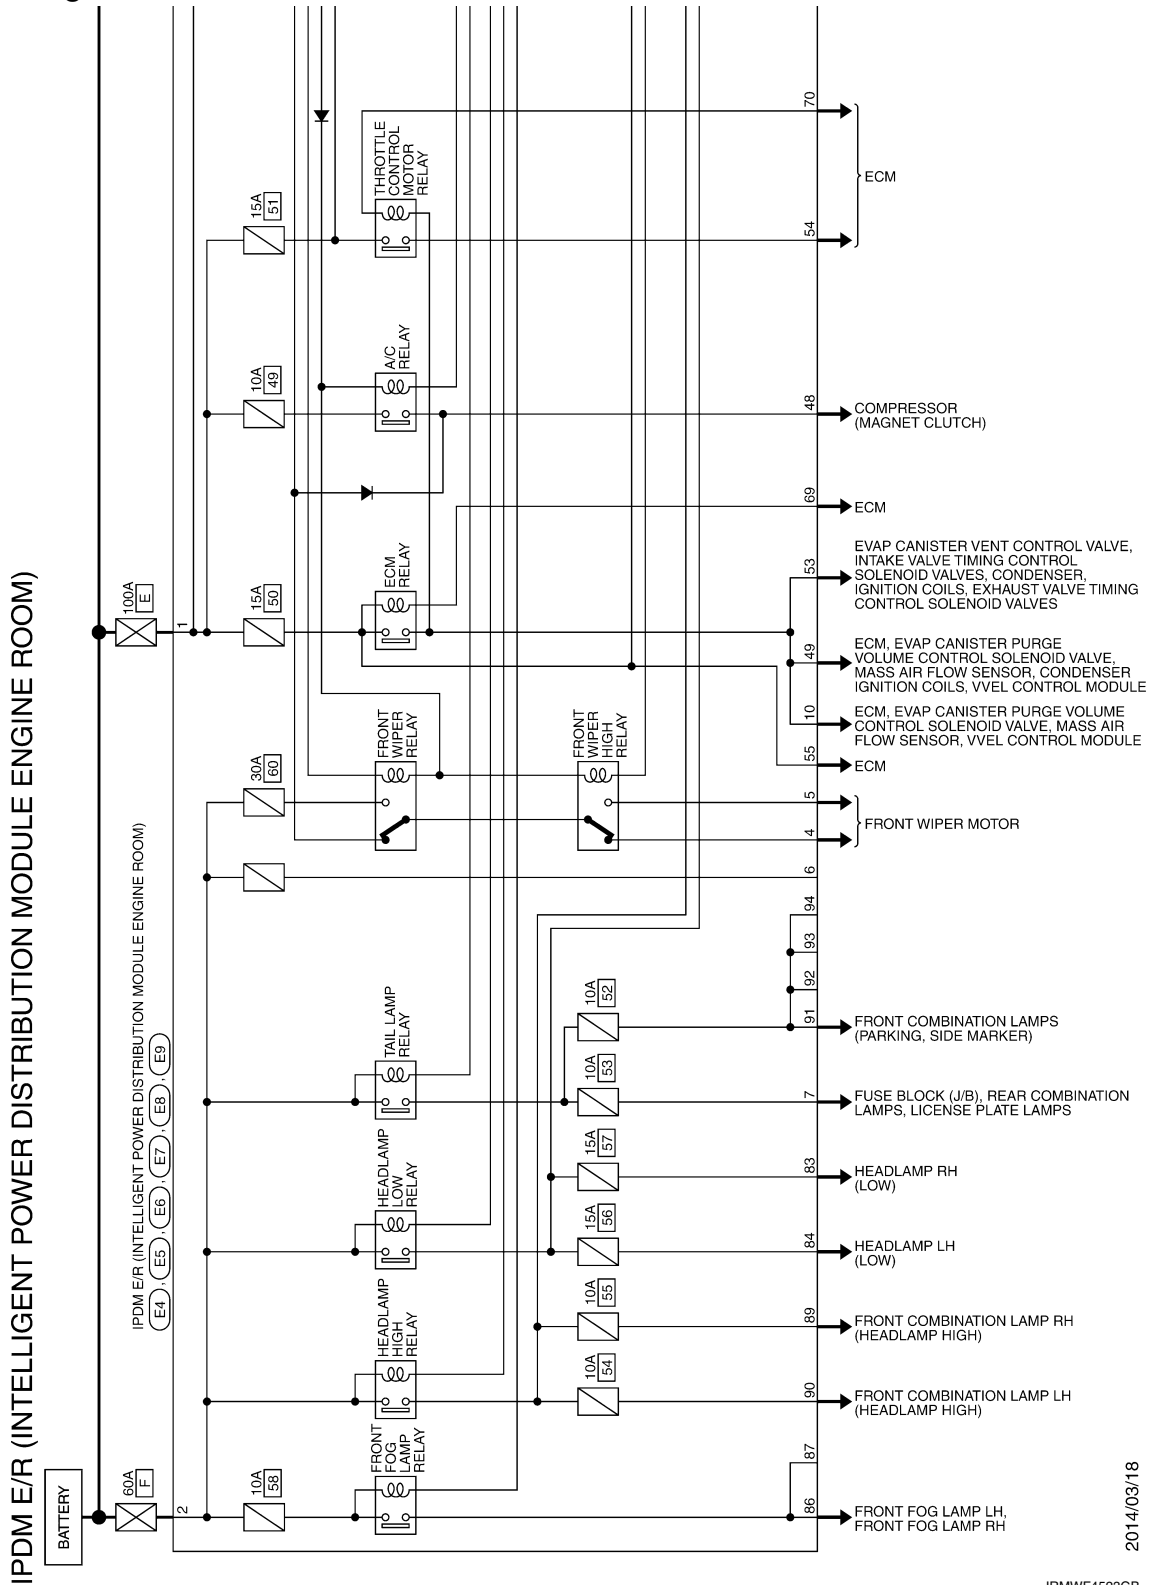 IPDM E/R (INTELLIGENT POWER DISTRIBUTION MODULE ENGINE ROOM)
BATTERY
60A
F
100A
E
IPDM E/R (INTELLIGENT POWER DISTRIBUTION MODULE ENGINE ROOM)
E4 , E5 , E6 , E7 , E8 , E9
2
1
10A
58
30A
60
15A
50
10A
49
15A
51
FRONT
FOG
LAMP
RELAY
HEADLAMP
HIGH
RELAY
HEADLAMP
LOW
RELAY
TAIL LAMP
RELAY
FRONT
WIPER
RELAY
ECM
RELAY
A/C
RELAY
THROTTLE
CONTROL
MOTOR
RELAY
10A
54
10A
55
15A
56
15A
57
10A
53
10A
52
FRONT
WIPER
HIGH
RELAY
86
87
90
89
84
83
7
91
92
93
94
6
4
5
55
10
49
53
69
48
54
70
FRONT FOG LAMP LH,
FRONT FOG LAMP RH
FRONT COMBINATION LAMP LH
(HEADLAMP HIGH)
FRONT COMBINATION LAMP RH
(HEADLAMP HIGH)
HEADLAMP LH
(LOW)
HEADLAMP RH
(LOW)
FUSE BLOCK (J/B), REAR COMBINATION
LAMPS, LICENSE PLATE LAMPS
FRONT COMBINATION LAMPS
(PARKING, SIDE MARKER)
FRONT WIPER MOTOR
ECM
ECM, EVAP CANISTER PURGE VOLUME
CONTROL SOLENOID VALVE, MASS AIR
FLOW SENSOR, VVEL CONTROL MODULE
ECM, EVAP CANISTER PURGE
VOLUME CONTROL SOLENOID VALVE,
MASS AIR FLOW SENSOR, CONDENSER
IGNITION COILS, VVEL CONTROL MODULE
EVAP CANISTER VENT CONTROL VALVE,
INTAKE VALVE TIMING CONTROL
SOLENOID VALVES, CONDENSER,
IGNITION COILS, EXHAUST VALVE TIMING
CONTROL SOLENOID VALVES
ECM
COMPRESSOR
(MAGNET CLUTCH)
ECM
2014/03/18